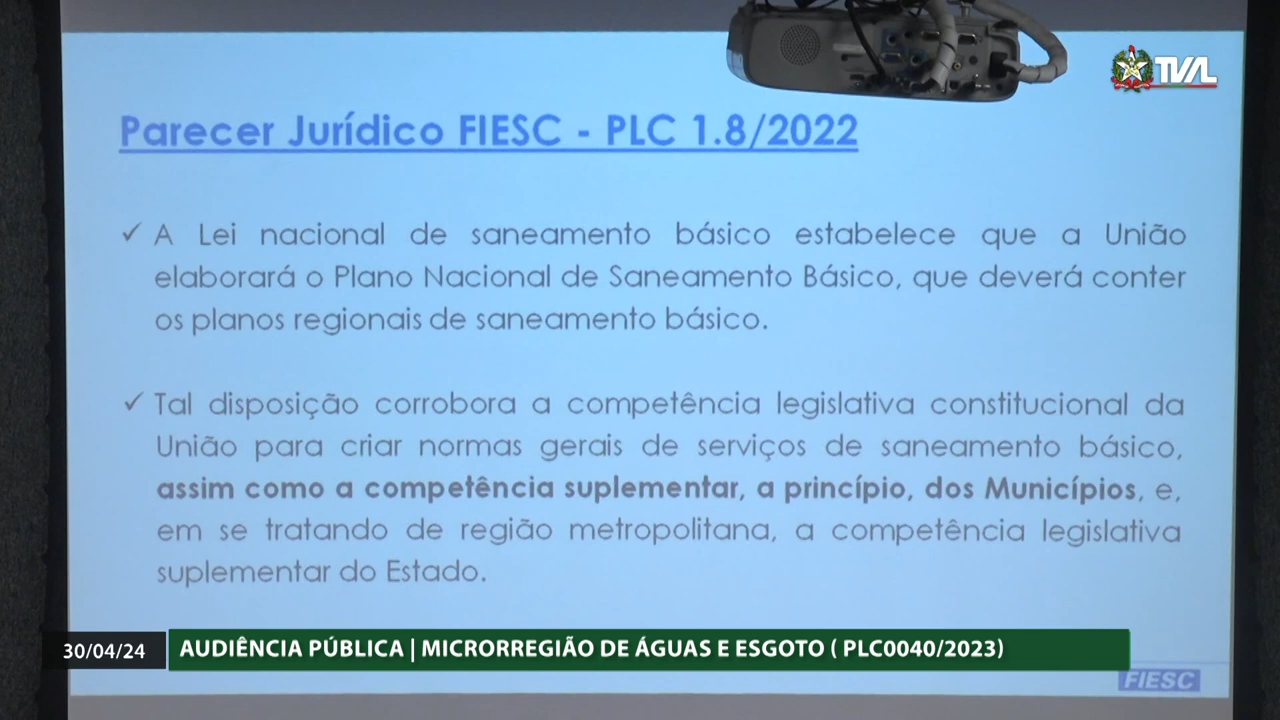 TVAL
Parecer Jurídico FIESC - PLC 1.8/2022
✓ A Lei nacional de saneamento básico estabelece que a União
elaborará o Plano Nacional de Saneamento Básico, que deverá conter
os planos regionais de saneamento básico.
✓ Tal disposição corrobora a competência legislativa constitucional da
União para criar normas gerais de serviços de saneamento básico,
assim como a competência suplementar, a princípio, dos Municípios, e,
em se tratando de região metropolitana, a competência legislativa
suplementar do Estado.
30/04/24
AUDIÊNCIA PÚBLICA | MICRORREGIÃO DE ÁGUAS E ESGOTO ( PLC0040/2023)
FIESC